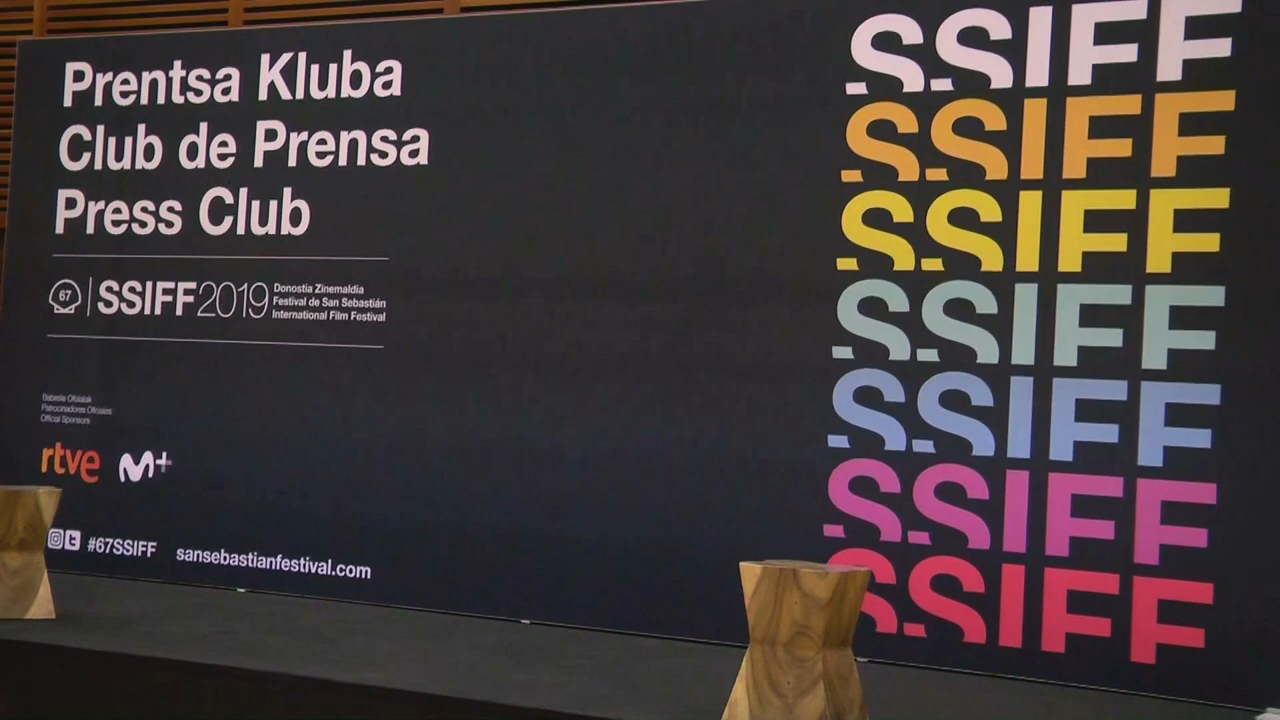 Prentsa Kluba
Club de Prensa
Press Club
67
SSIFF2019
Donostia Zinemaldia
Festival de San Sebastián
International Film Festival
Babesle Ofizialak
Patrocinadores Oficiales
Official Sponsors
rtve M+
#67SSIFF sansebastianfestival.com
SSIFF
SSIFF
SSIFF
SSIFF
SSIFF
SSIFF
SSIFF